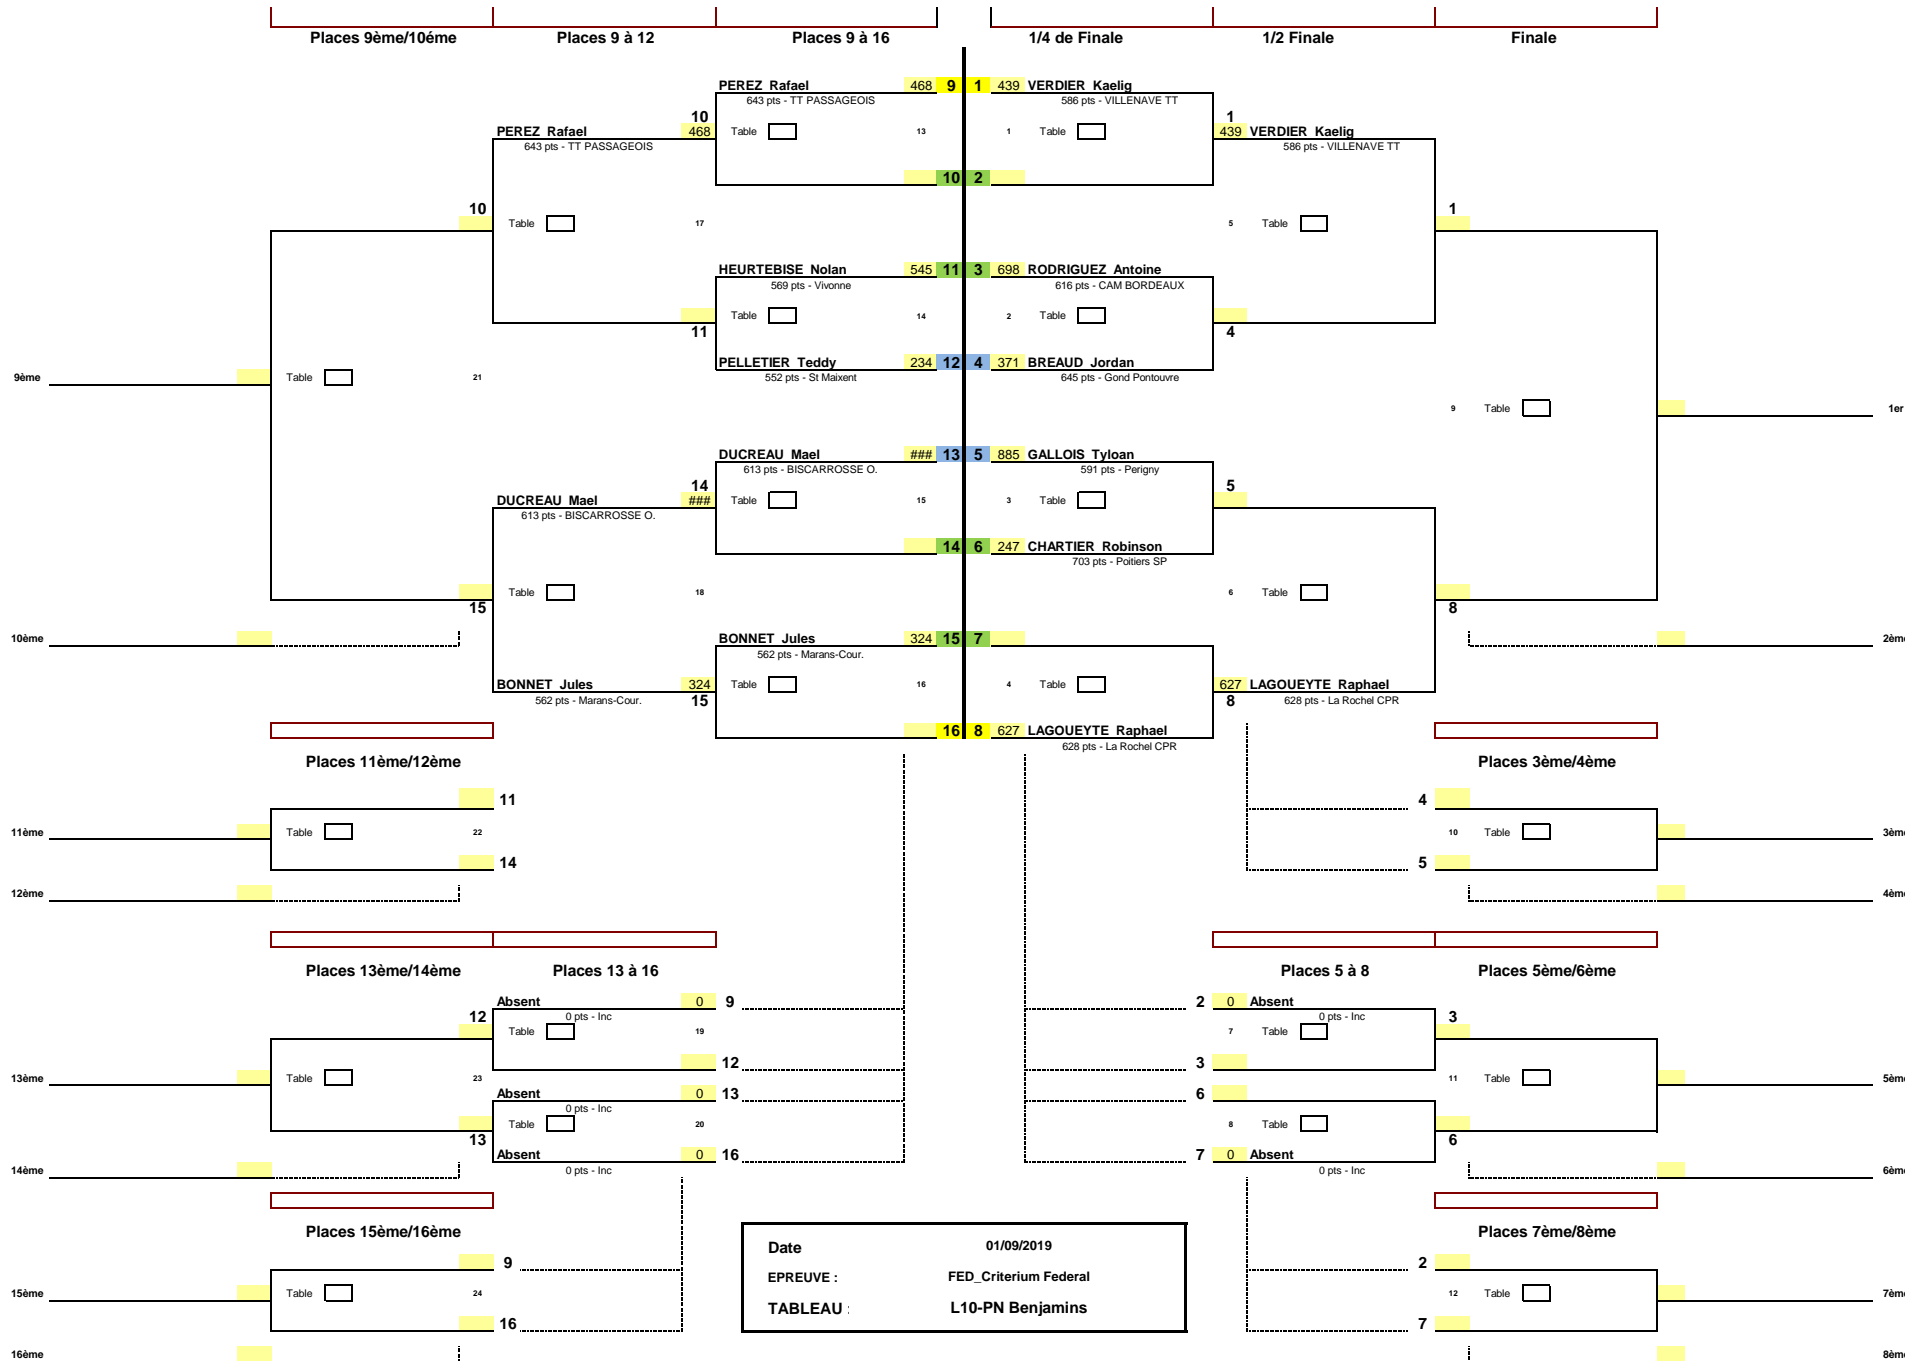 Places 9ème/10éme Places 9 à 12 Places 9 à 16 1/4 de Finale 1/2 Finale Finale
PEREZ Rafael 468 9 1 439 VERDIER Kaelig
643 pts - TT PASSAGEOIS 586 pts - VILLENAVE TT
10 1
PEREZ Rafael 468 Table 13 1 Table 439 VERDIER Kaelig
643 pts - TT PASSAGEOIS 586 pts - VILLENAVE TT
10 2
10 1
Table 17 5 Table
HEURTEBISE Nolan 545 11 3 698 RODRIGUEZ Antoine
569 pts - Vivonne 616 pts - CAM BORDEAUX
Table 14 2 Table
11 4
PELLETIER Teddy 234 12 4 371 BREAUD Jordan
9ème Table 21 552 pts - St Maixent 645 pts - Gond Pontouvre
9 Table 1er
DUCREAU Mael ### 13 5 885 GALLOIS Tyloan
613 pts - BISCARROSSE O. 591 pts - Perigny
14 5
DUCREAU Mael ### Table 15 3 Table
613 pts - BISCARROSSE O.
14 6 247 CHARTIER Robinson
703 pts - Poitiers SP
Table 18 6 Table
15 8
10ème BONNET Jules 324 15 7 2ème
562 pts - Marans-Cour.
BONNET Jules 324 Table 16 4 Table 627 LAGOUEYTE Raphael
562 pts - Marans-Cour. 15 8 628 pts - La Rochel CPR
16 8 627 LAGOUEYTE Raphael
628 pts - La Rochel CPR
Places 11ème/12ème Places 3ème/4ème
11 4
11ème Table 22 10 Table 3ème
14 5
12ème 4ème
Places 13ème/14ème Places 13 à 16 Places 5 à 8 Places 5ème/6ème
Absent 0 9 2 0 Absent
12 0 pts - Inc 0 pts - Inc 3
Table 19 7 Table
12 3
13ème Table 23 11 Table 5ème
Absent 0 13 6
0 pts - Inc
Table 20 8 Table
13 6
Absent 0 16 7 0 Absent
14ème 0 pts - Inc 0 pts - Inc 6ème
Places 15ème/16ème Places 7ème/8ème
Date 01/09/2019
9 2
EPREUVE : FED_Criterium Federal
15ème Table 24 12 Table 7ème
TABLEAU : L10-PN Benjamins
16 7
16ème 8ème